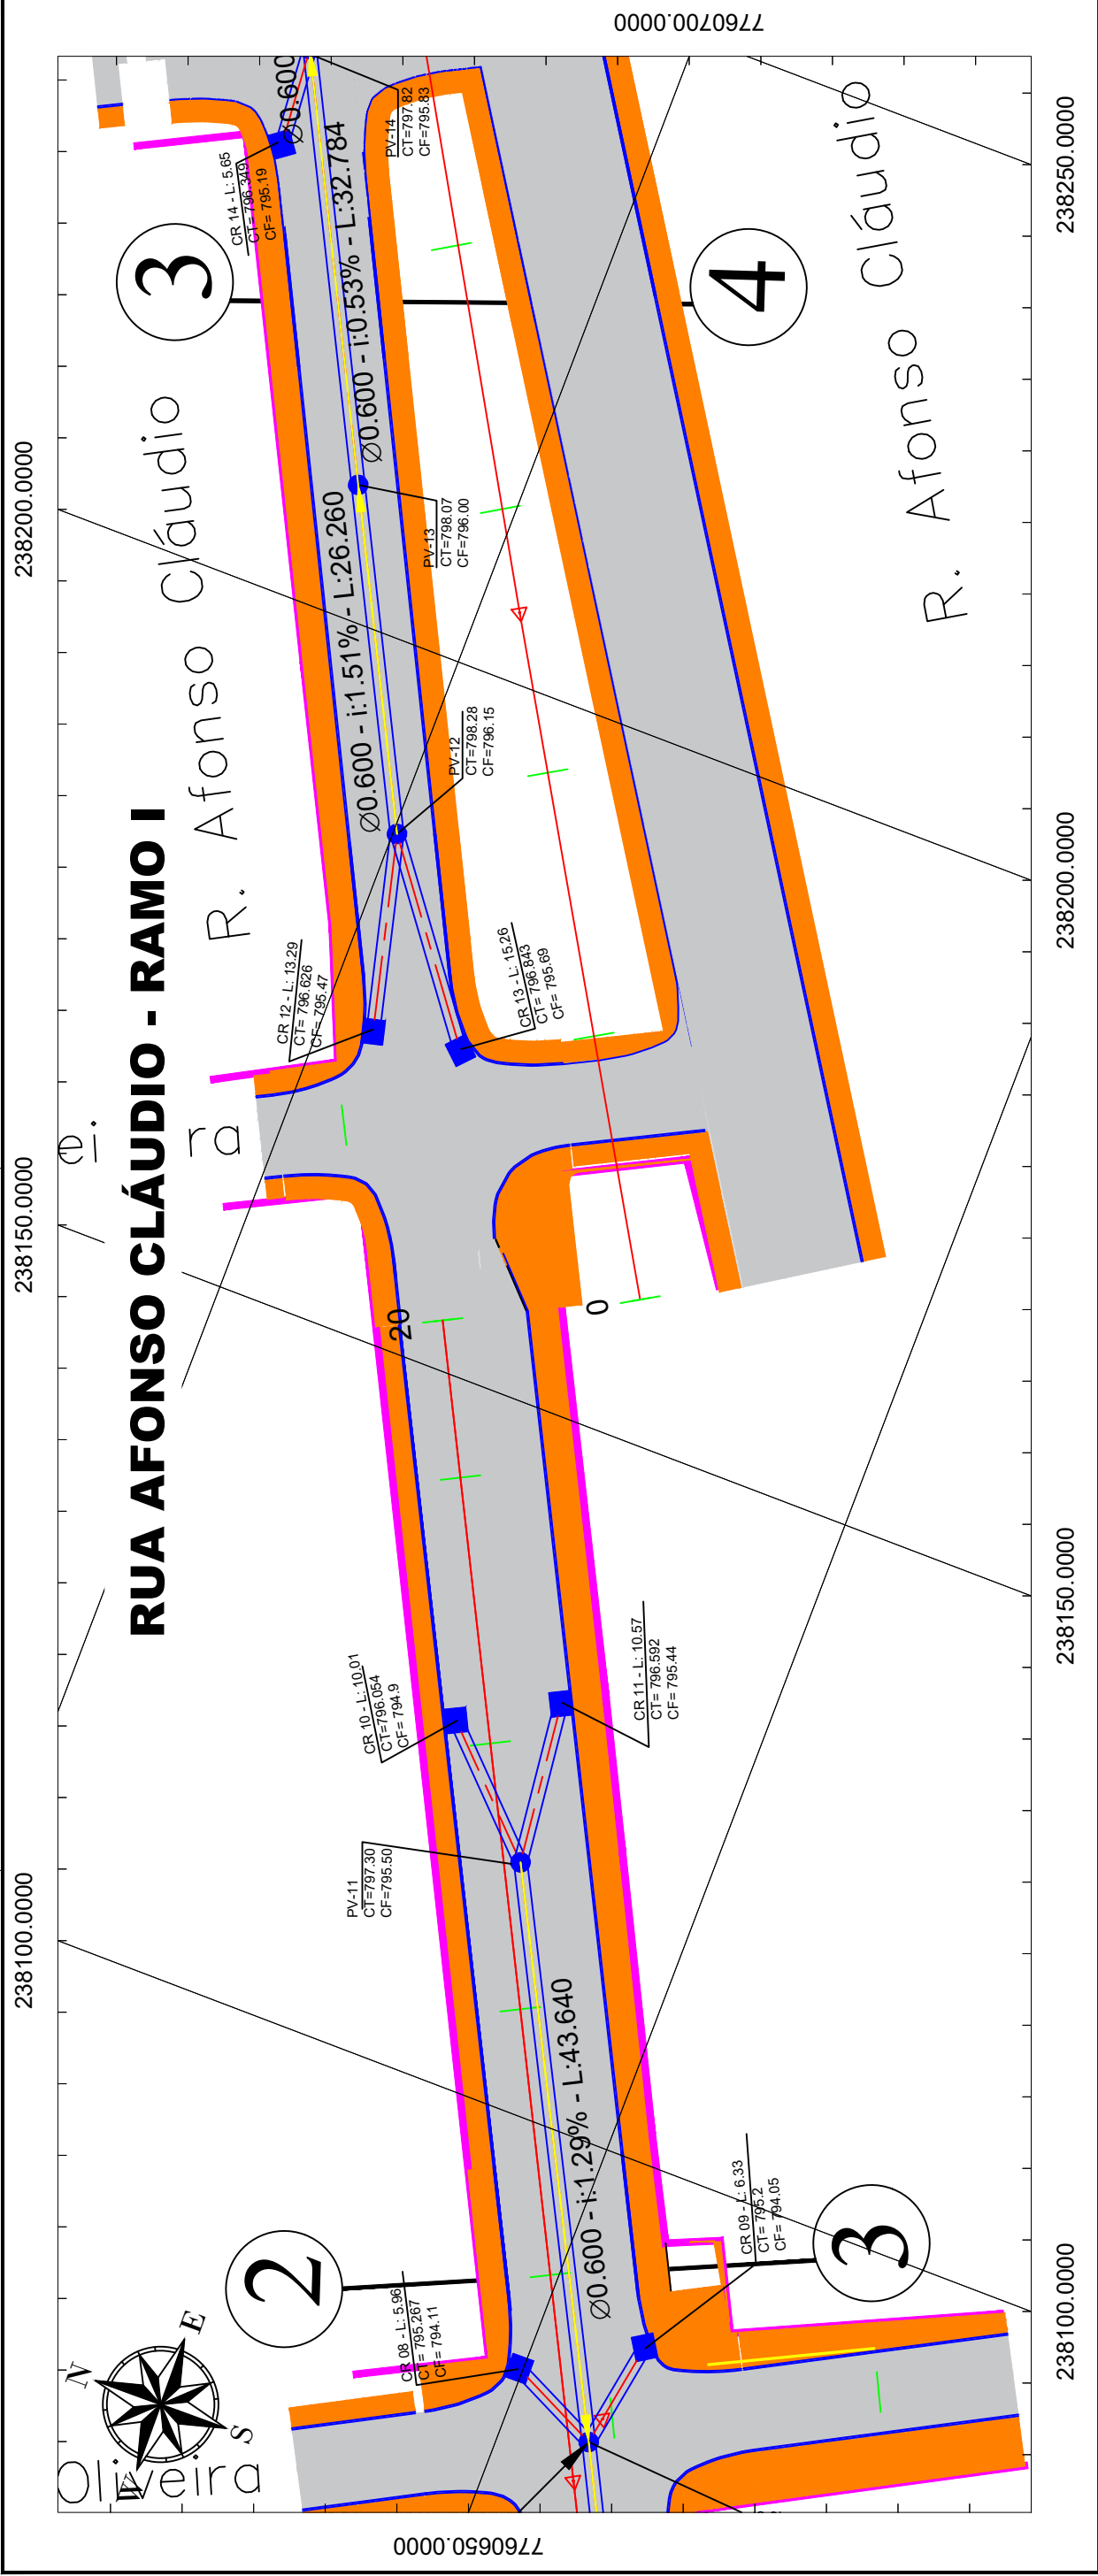 RUA AFONSO CLÁUDIO - RAMO I
238100.0000
238150.0000
238200.0000
7760700.0000
7760650.0000
238100.0000
238150.0000
238200.0000
238250.0000
N
E
S
W
Oliveira
ei
ra
R. Afonso Cláudio
R. Afonso Cláudio
2
3
3
4
20
0
CR 08 - L: 5.96
CT= 795.267
CF= 794.11
CR 09 - L: 6.33
CT= 795.2
CF= 794.05
Ø0.600 - i:1.29% - L:43.640
PV-11
CT=797.30
CF=795.50
CR 10 - L: 10.01
CT=796.054
CF= 794.9
CR 11 - L: 10.57
CT= 796.592
CF= 795.44
CR 12 - L: 13.29
CT= 796.626
CF= 795.47
CR 13 - L: 15.26
CT= 796.843
CF= 795.69
PV-12
CT=798.28
CF=796.15
Ø0.600 - i:1.51% - L:26.260
PV-13
CT=798.07
CF=796.00
Ø0.600 - i:0.53% - L:32.784
CR 14 - L: 5.65
CT= 796.349
CF= 795.19
PV-14
CT=797.82
CF=795.83
Ø0.600